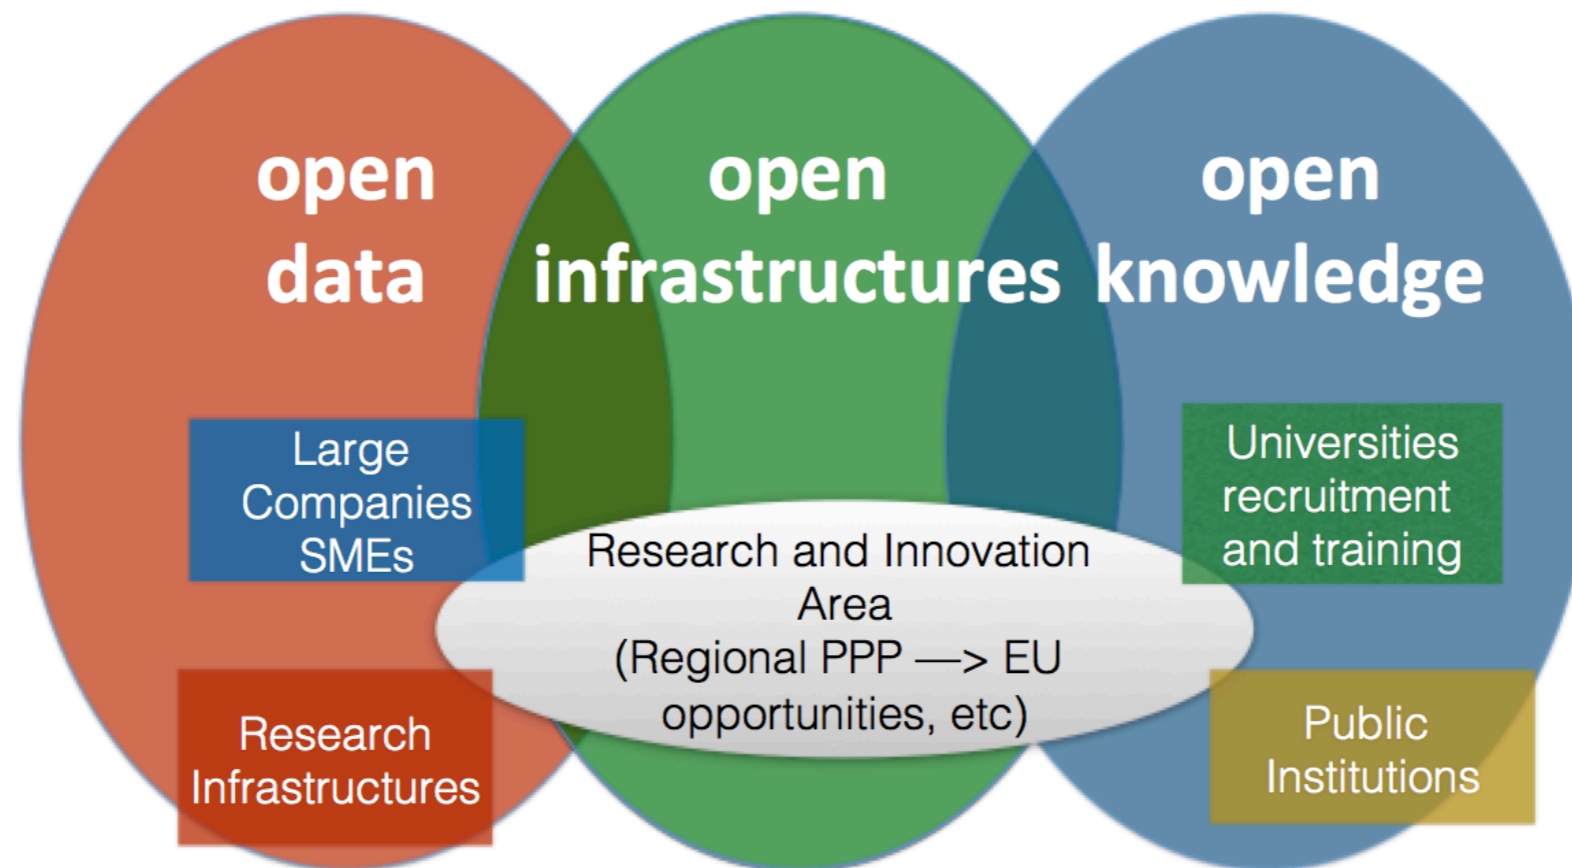 open
data
open
infrastructures
open
knowledge
Large
Companies
SMEs
Universities
recruitment
and training
Research and Innovation
Area
(Regional PPP —> EU
opportunities, etc)
Research
Infrastructures
Public
Institutions